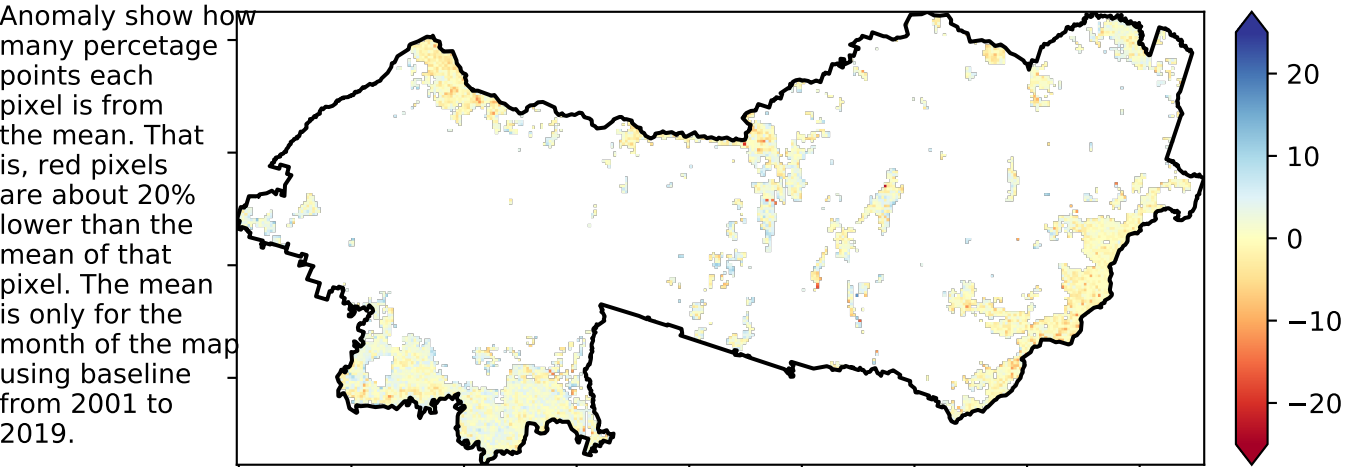 Anomaly show how
many percetage
points each
pixel is from
the mean. That
is, red pixels
are about 20%
lower than the
mean of that
pixel. The mean
is only for the
month of the map
using baseline
from 2001 to
2019.
20
10
0
−10
−20